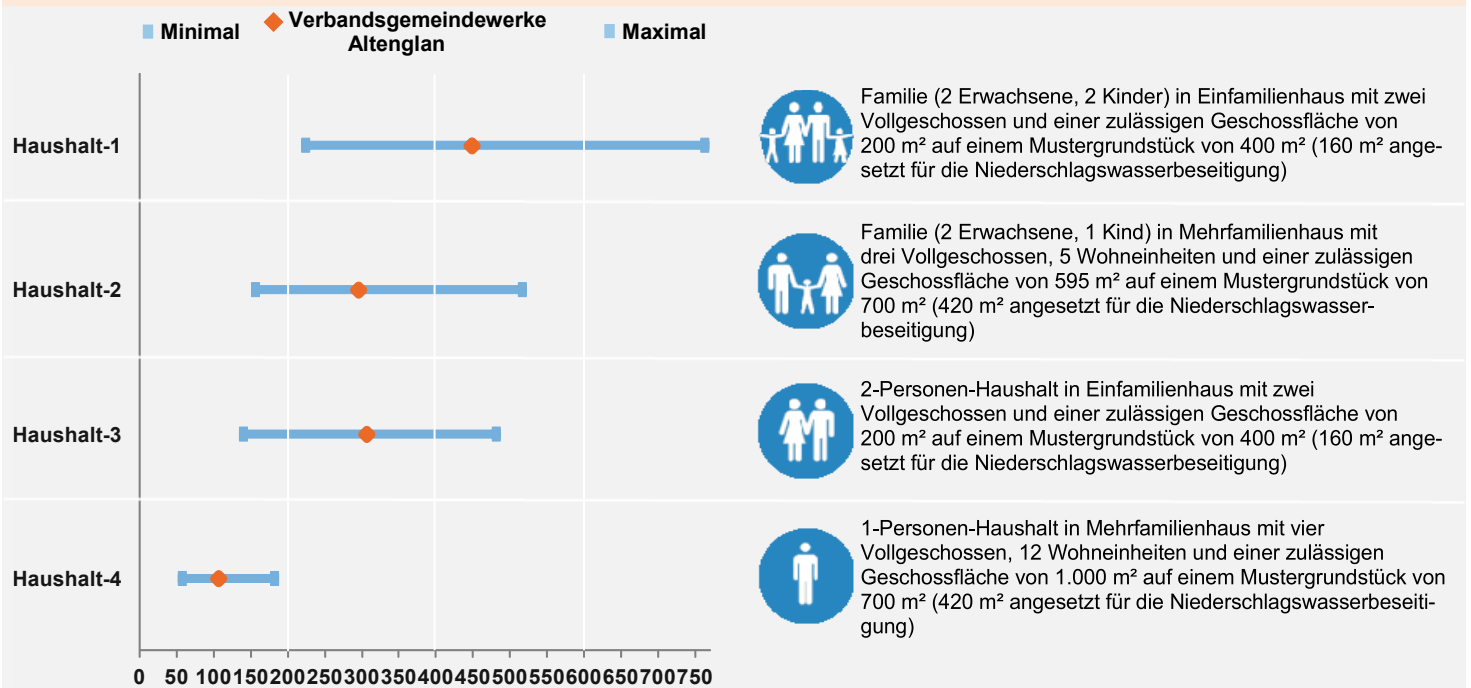 Minimal
Verbandsgemeindewerke
Altenglan
Maximal
Haushalt-1
Familie (2 Erwachsene, 2 Kinder) in Einfamilienhaus mit zwei
Vollgeschossen und einer zulässigen Geschossfläche von
200 m² auf einem Mustergrundstück von 400 m² (160 m² ange-
setzt für die Niederschlagswasserbeseitigung)
Haushalt-2
Familie (2 Erwachsene, 1 Kind) in Mehrfamilienhaus mit
drei Vollgeschossen, 5 Wohneinheiten und einer zulässigen
Geschossfläche von 595 m² auf einem Mustergrundstück von
700 m² (420 m² angesetzt für die Niederschlagswasser-
beseitigung)
Haushalt-3
2-Personen-Haushalt in Einfamilienhaus mit zwei
Vollgeschossen und einer zulässigen Geschossfläche von
200 m² auf einem Mustergrundstück von 400 m² (160 m² ange-
setzt für die Niederschlagswasserbeseitigung)
Haushalt-4
1-Personen-Haushalt in Mehrfamilienhaus mit vier
Vollgeschossen, 12 Wohneinheiten und einer zulässigen
Geschossfläche von 1.000 m² auf einem Mustergrundstück von
700 m² (420 m² angesetzt für die Niederschlagswasserbeseiti-
gung)
0 50 100 150 200 250 300 350 400 450 500 550 600 650 700 750